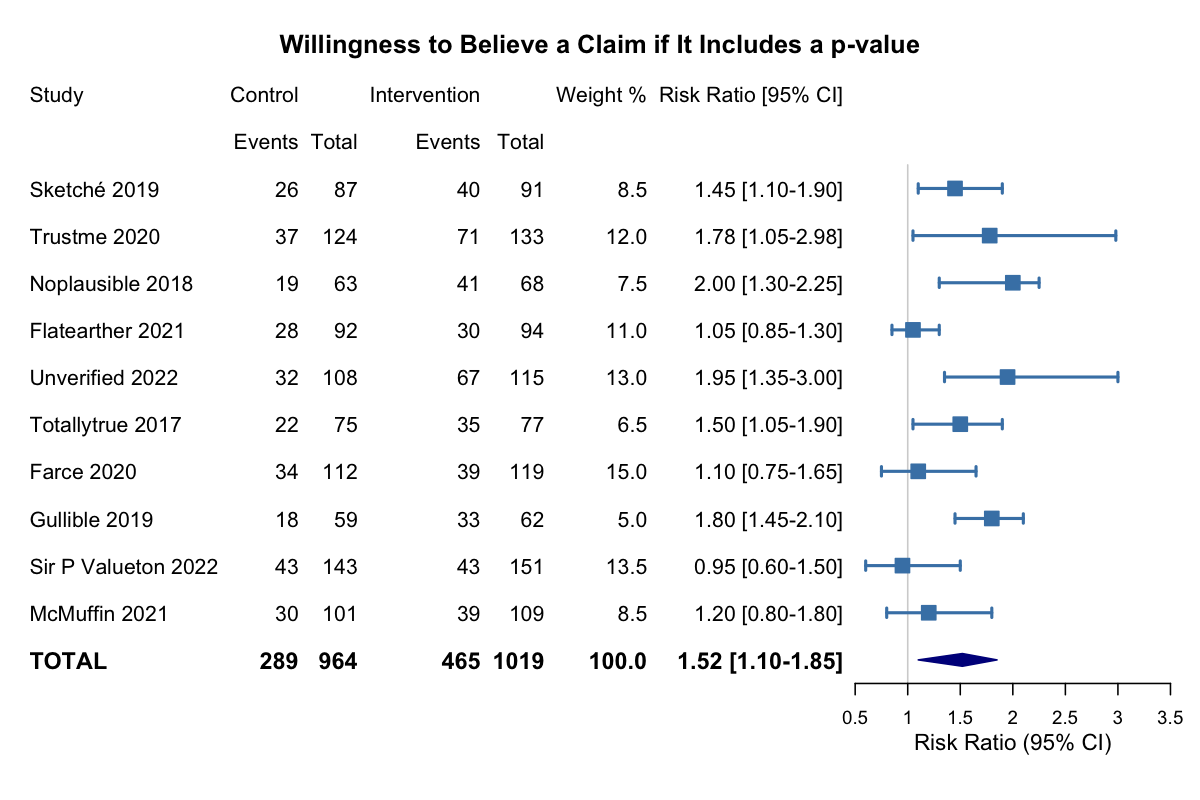 Willingness to Believe a Claim if It Includes a p-value
Study Control Intervention Weight % Risk Ratio [95% CI]
Events Total Events Total
Sketché 2019 26 87 40 91 8.5 1.45 [1.10-1.90]
Trustme 2020 37 124 71 133 12.0 1.78 [1.05-2.98]
Noplausible 2018 19 63 41 68 7.5 2.00 [1.30-2.25]
Flatearther 2021 28 92 30 94 11.0 1.05 [0.85-1.30]
Unverified 2022 32 108 67 115 13.0 1.95 [1.35-3.00]
Totallytrue 2017 22 75 35 77 6.5 1.50 [1.05-1.90]
Farce 2020 34 112 39 119 15.0 1.10 [0.75-1.65]
Gullible 2019 18 59 33 62 5.0 1.80 [1.45-2.10]
Sir P Valueton 2022 43 143 43 151 13.5 0.95 [0.60-1.50]
McMuffin 2021 30 101 39 109 8.5 1.20 [0.80-1.80]
TOTAL 289 964 465 1019 100.0 1.52 [1.10-1.85]
0.5 1 1.5 2 2.5 3 3.5
Risk Ratio (95% CI)